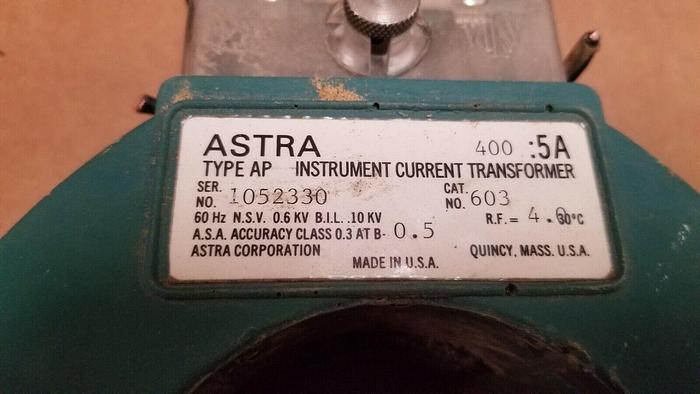 ASTRA 400 :5A
TYPE AP INSTRUMENT CURRENT TRANSFORMER
SER. NO. 1052330 CAT. NO. 603
60 Hz N.S.V. 0.6 KV B.I.L. .10 KV R.F. = 4.0 30°C
A.S.A. ACCURACY CLASS 0.3 AT B- 0.5
ASTRA CORPORATION QUINCY, MASS. U.S.A.
MADE IN U.S.A.